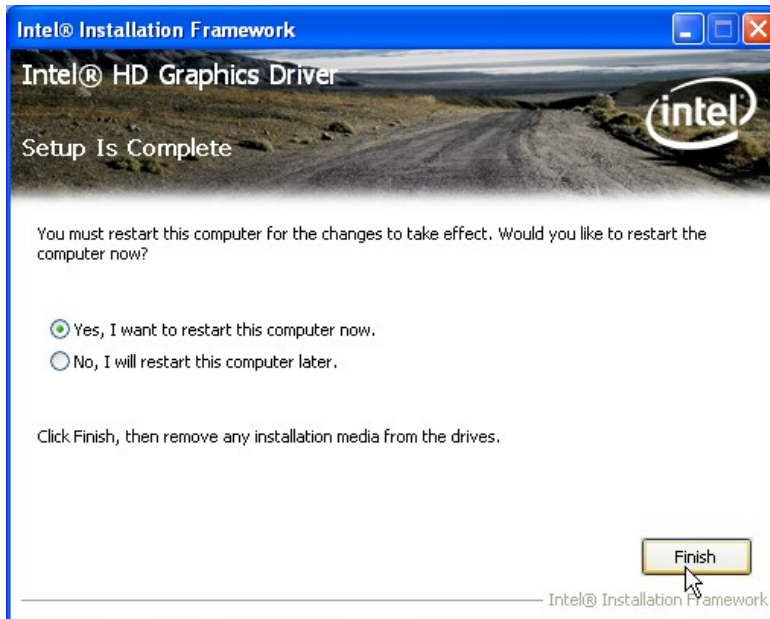 Intel® Installation Framework
Intel® HD Graphics Driver
intel
Setup Is Complete
You must restart this computer for the changes to take effect. Would you like to restart the
computer now?
Yes, I want to restart this computer now.
No, I will restart this computer later.
Click Finish, then remove any installation media from the drives.
Finish
Intel® Installation Framework